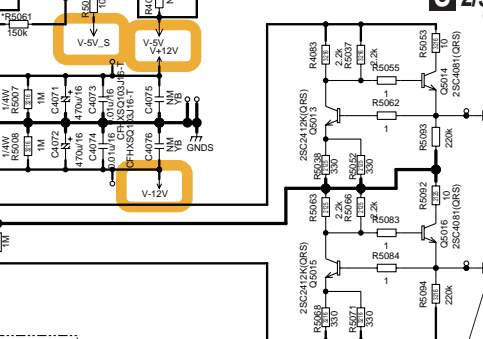 *R5061
150k
V-5V_S
V-5V
V+12V
1/4W
R5007
1M
C4071
470u/16
C4073
0.01u/16
CFHXSQ103J16-T
C4075
NM
YB
1/4W
R5008
1M
C4072
470u/16
C4074
0.01u/16
CFHXSQ103J16-T
C4076
NM
YB
GNDS
V-12V
1M
R4083
2.2k
R5037
2.2k
R5055
1
R5053
10
Q5014
2SC4081(QRS)
2SC2412K(QRS)
Q5013
R5062
1
R5093
220k
R5038
330
R5050
330
R5063
2.2k
R5066
2.2k
R5083
1
R5092
10
Q5016
2SC4081(QRS)
2SC2412K(QRS)
Q5015
R5084
1
R5094
220k
R5068
330
R5071
330